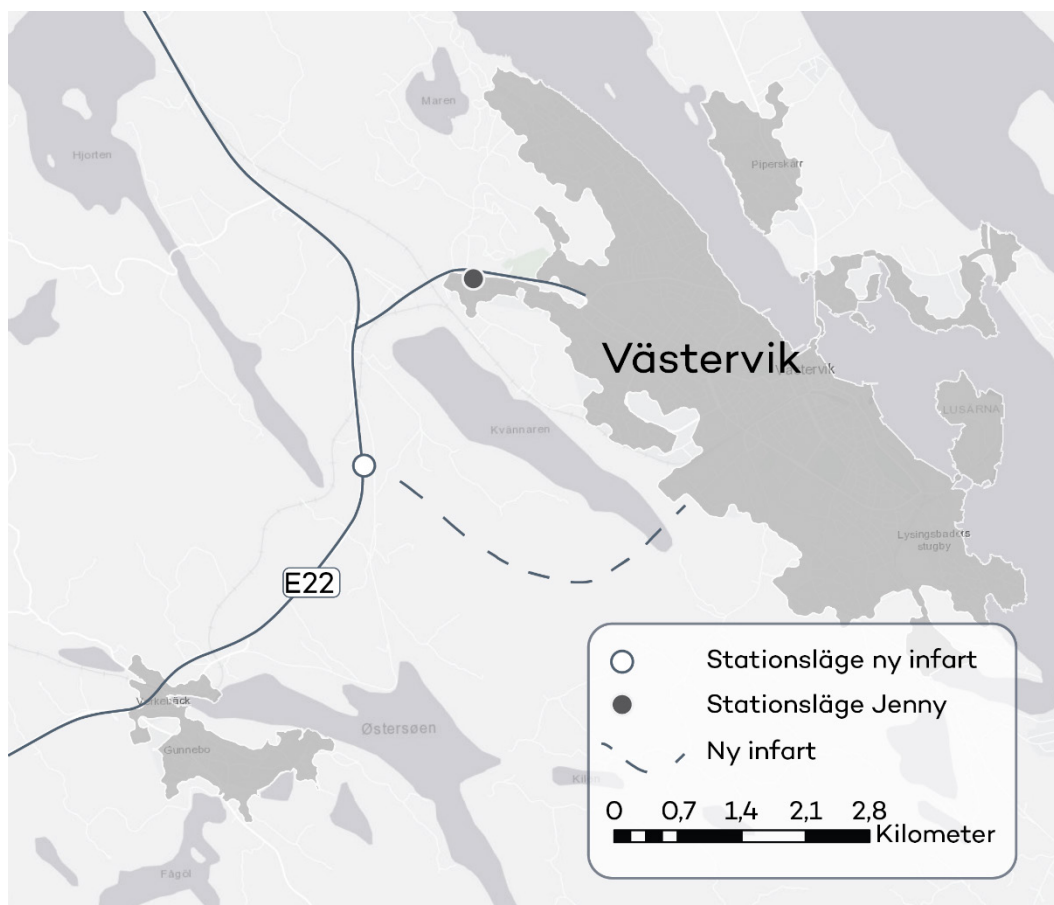 Maren
Hjorten
Piperskärr
Västervik
Västervik
LUSÄRNA
Kvännaren
Lysingsbadets
stugby
E22
Østersøen
Gunnebo
Fågöl
Stationsläge ny infart
Stationsläge Jenny
Ny infart
0 0,7 1,4 2,1 2,8
Kilometer